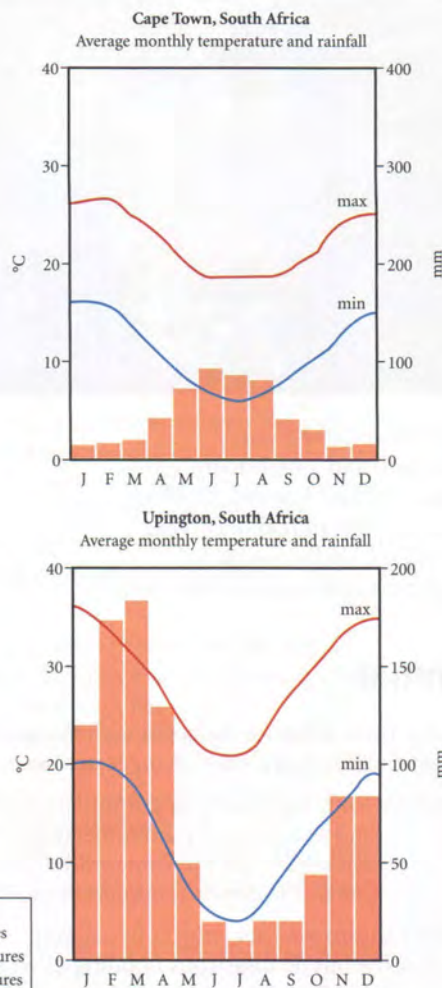 Cape Town, South Africa
Average monthly temperature and rainfall
40
400
30
300
max
°C
20
200
mm
min
10
100
0
0
J F M A M J J A S O N D
Upington, South Africa
Average monthly temperature and rainfall
40
200
max
30
150
°C
20
100
mm
min
10
50
0
0
J F M A M J J A S O N D